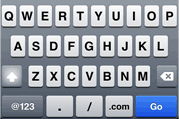 Q W E R T Y U I O P
A S D F G H J K L
Z X C V B N M
@123 . / .com Go